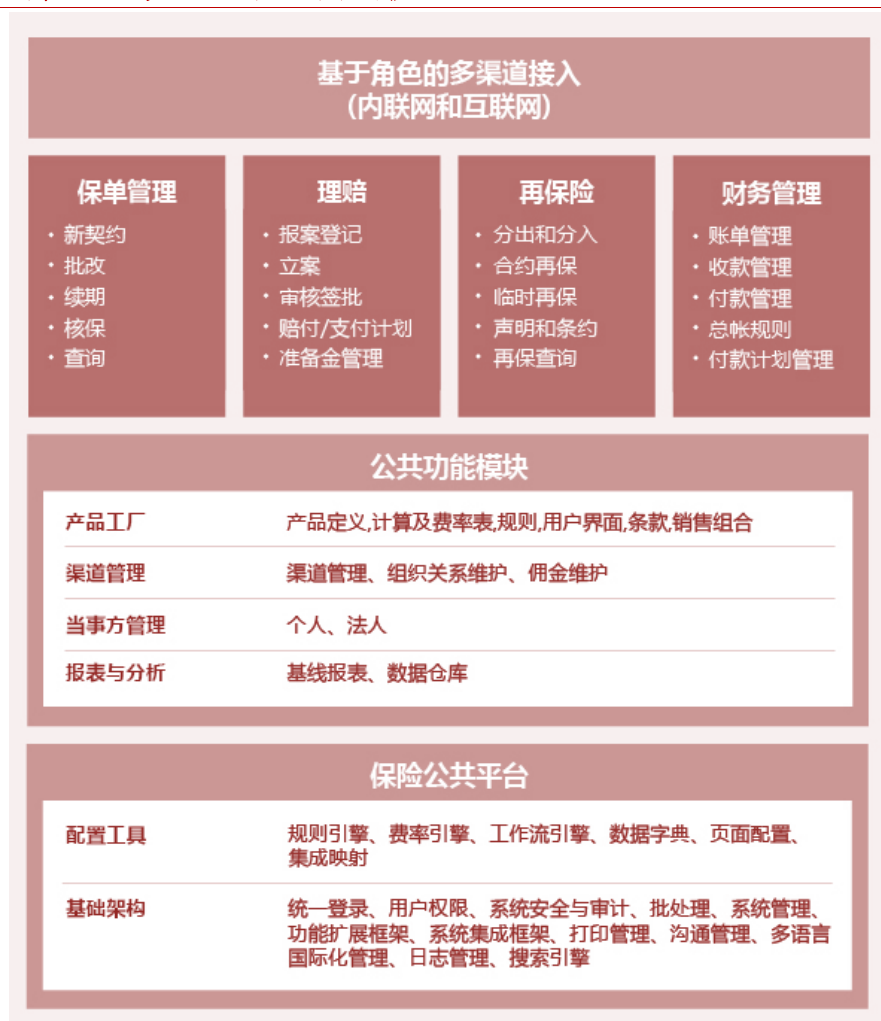 基于角色的多渠道接入
（内联网和互联网）
保单管理
· 新契约
· 批改
· 续期
· 核保
· 查询
理赔
· 报案登记
· 立案
· 审核签批
· 赔付/支付计划
· 准备金管理
再保险
· 分出和分入
· 合约再保
· 临时再保
· 声明和条约
· 再保查询
财务管理
· 账单管理
· 收款管理
· 付款管理
· 总帐规则
· 付款计划管理
公共功能模块
产品工厂 产品定义,计算及费率表,规则,用户界面,条款,销售组合
渠道管理 渠道管理、组织关系维护、佣金维护
当事方管理 个人、法人
报表与分析 基线报表、数据仓库
保险公共平台
配置工具 规则引擎、费率引擎、工作流引擎、数据字典、页面配置、
集成映射
基础架构 统一登录、用户权限、系统安全与审计、批处理、系统管理、
功能扩展框架、系统集成框架、打印管理、沟通管理、多语言
国际化管理、日志管理、搜索引擎